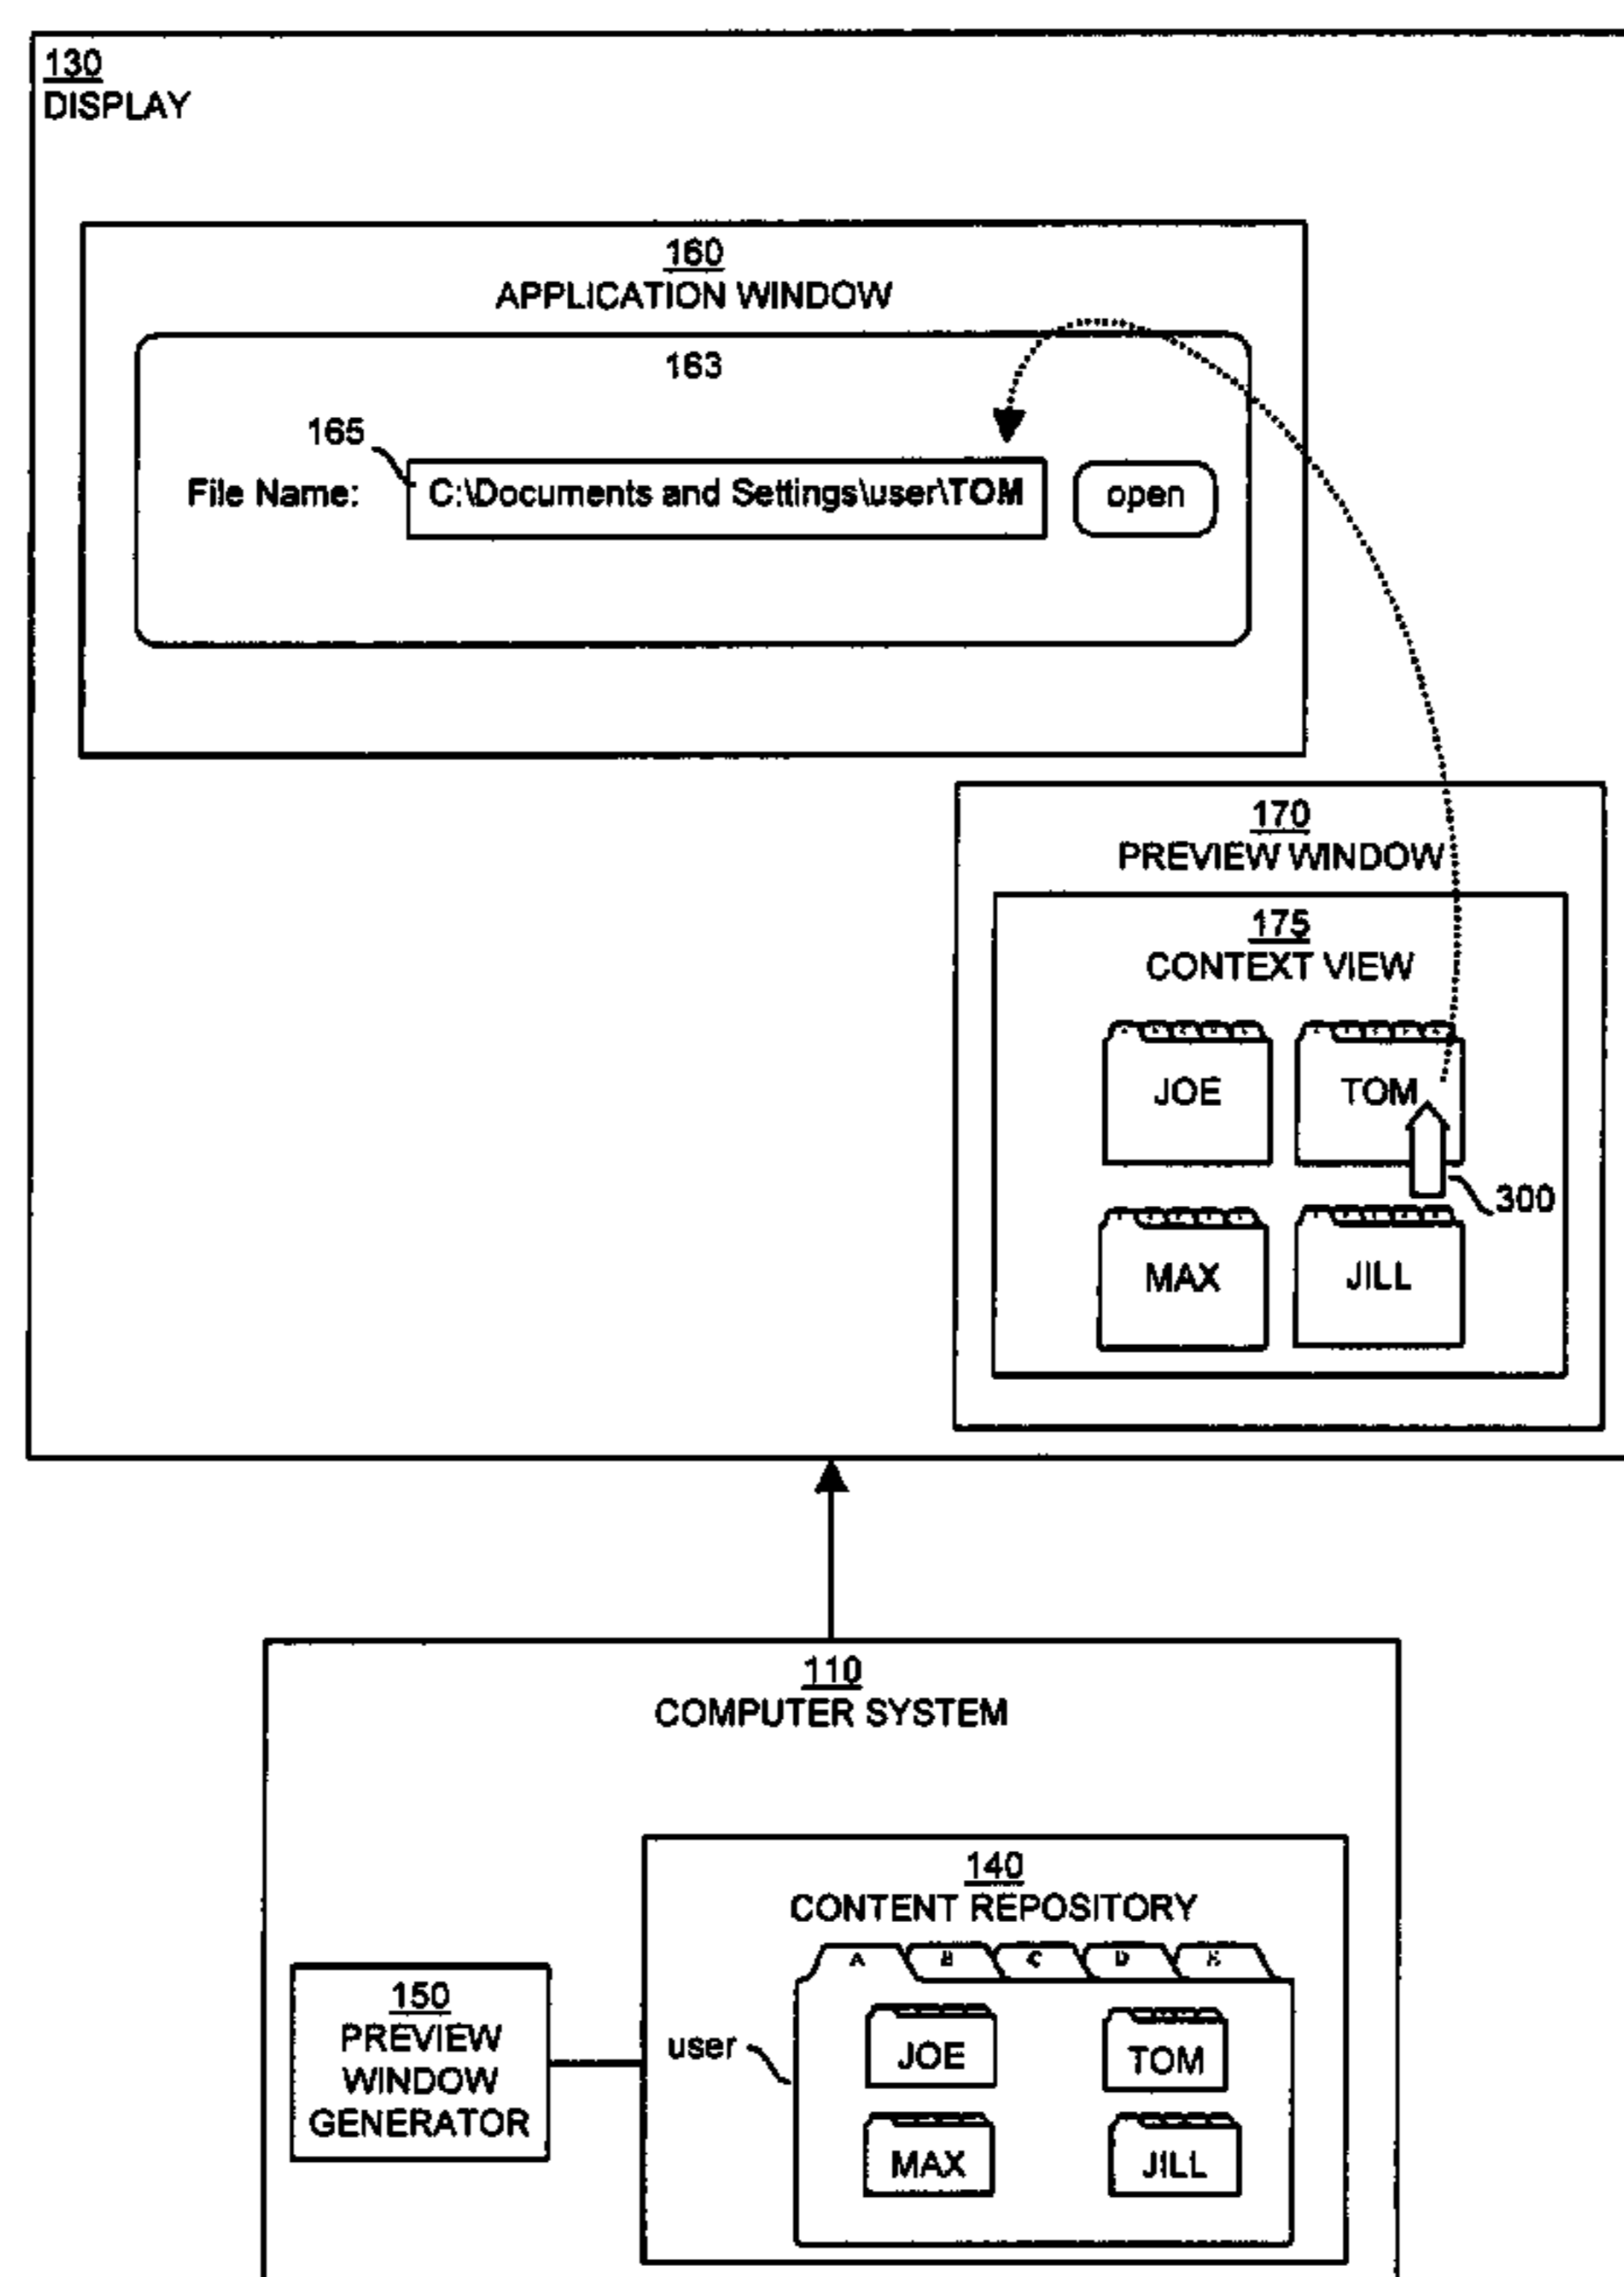 130
DISPLAY
160
APPLICATION WINDOW
163
165
File Name: C:\Documents and Settings\user\TOM open
170
PREVIEW WINDOW
175
CONTEXT VIEW
JOE TOM
300
MAX JILL
110
COMPUTER SYSTEM
140
CONTENT REPOSITORY
A B C D E
150
PREVIEW
WINDOW
GENERATOR
user
JOE TOM
MAX JILL